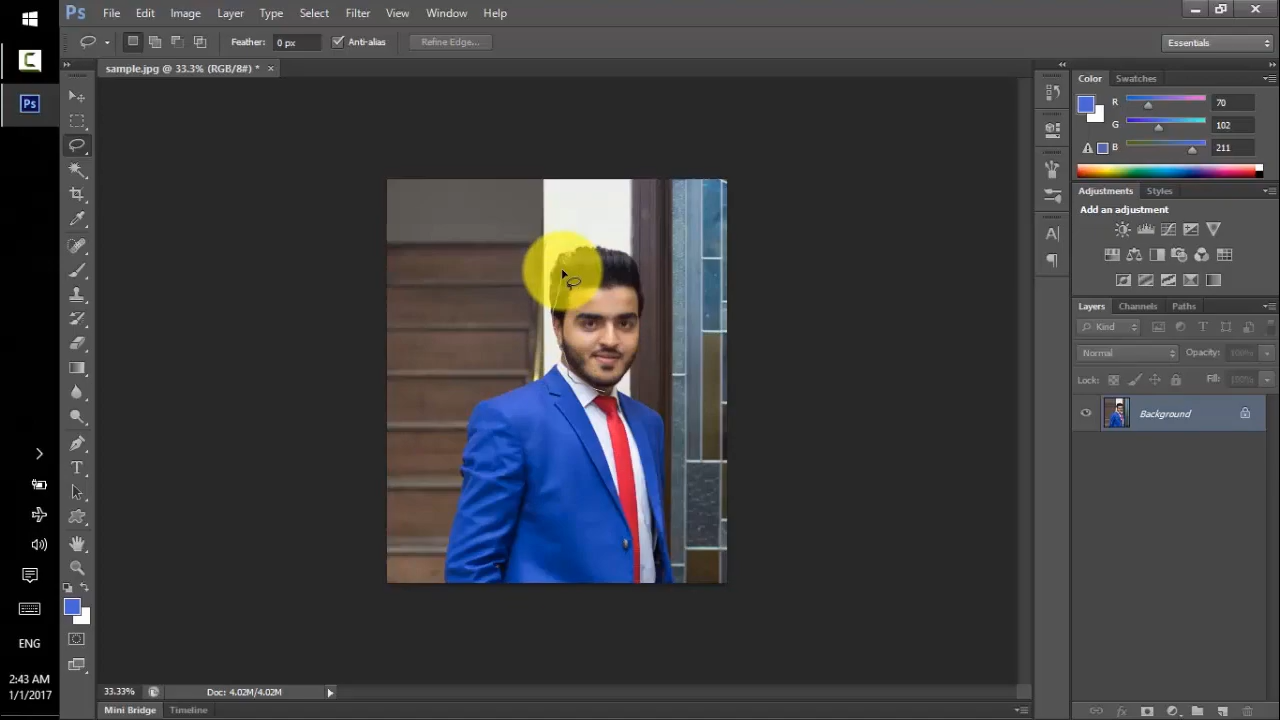 Ps File Edit Image Layer Type Select Filter View Window Help
Feather: 0 px Anti-alias Refine Edge... Essentials
sample.jpg @ 33.3% (RGB/8#) * ×
Color Swatches
R 70
G 102
B 211
Adjustments Styles
Add an adjustment
Layers Channels Paths
Kind
Normal Opacity: 100%
Lock: Fill: 100%
Background
Ps
ENG
2:43 AM
1/1/2017
33.33% Doc: 4.02M/4.02M
Mini Bridge Timeline